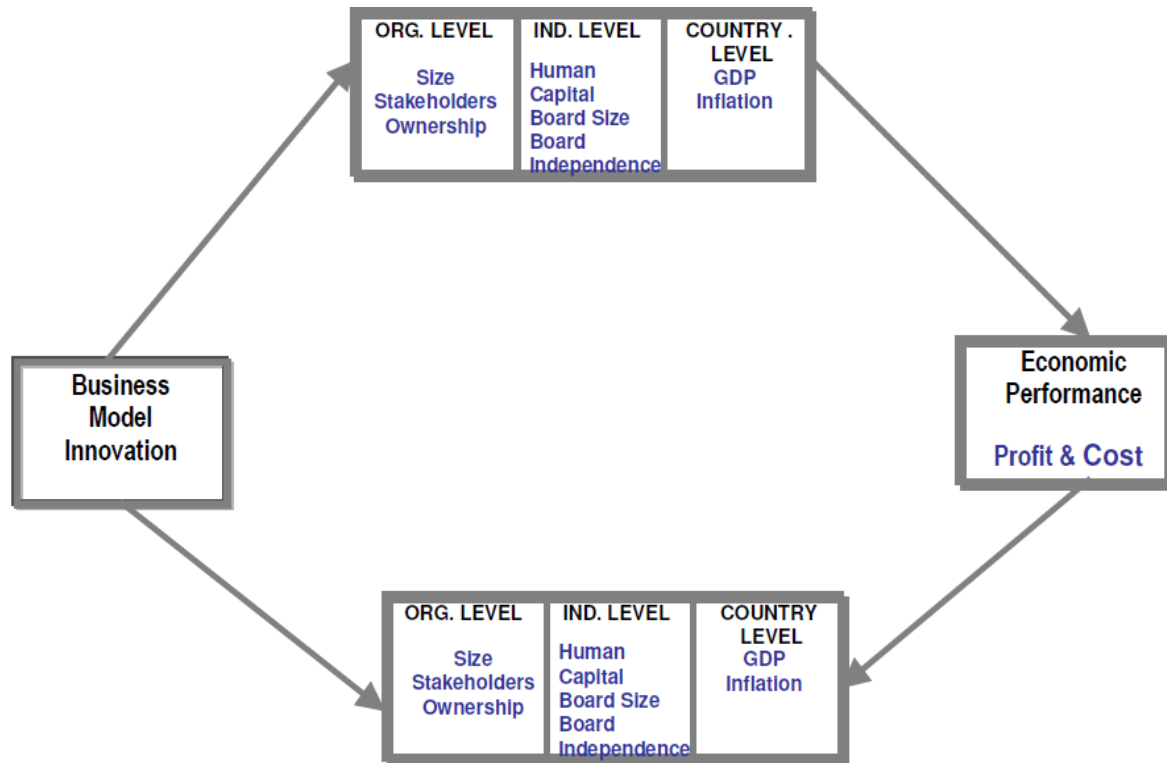 ORG. LEVEL
Size
Stakeholders
Ownership
IND. LEVEL
Human
Capital
Board Size
Board
Independence
COUNTRY .
LEVEL
GDP
Inflation
Business
Model
Innovation
Economic
Performance
Profit & Cost
ORG. LEVEL
Size
Stakeholders
Ownership
IND. LEVEL
Human
Capital
Board Size
Board
Independence
COUNTRY
LEVEL
GDP
Inflation